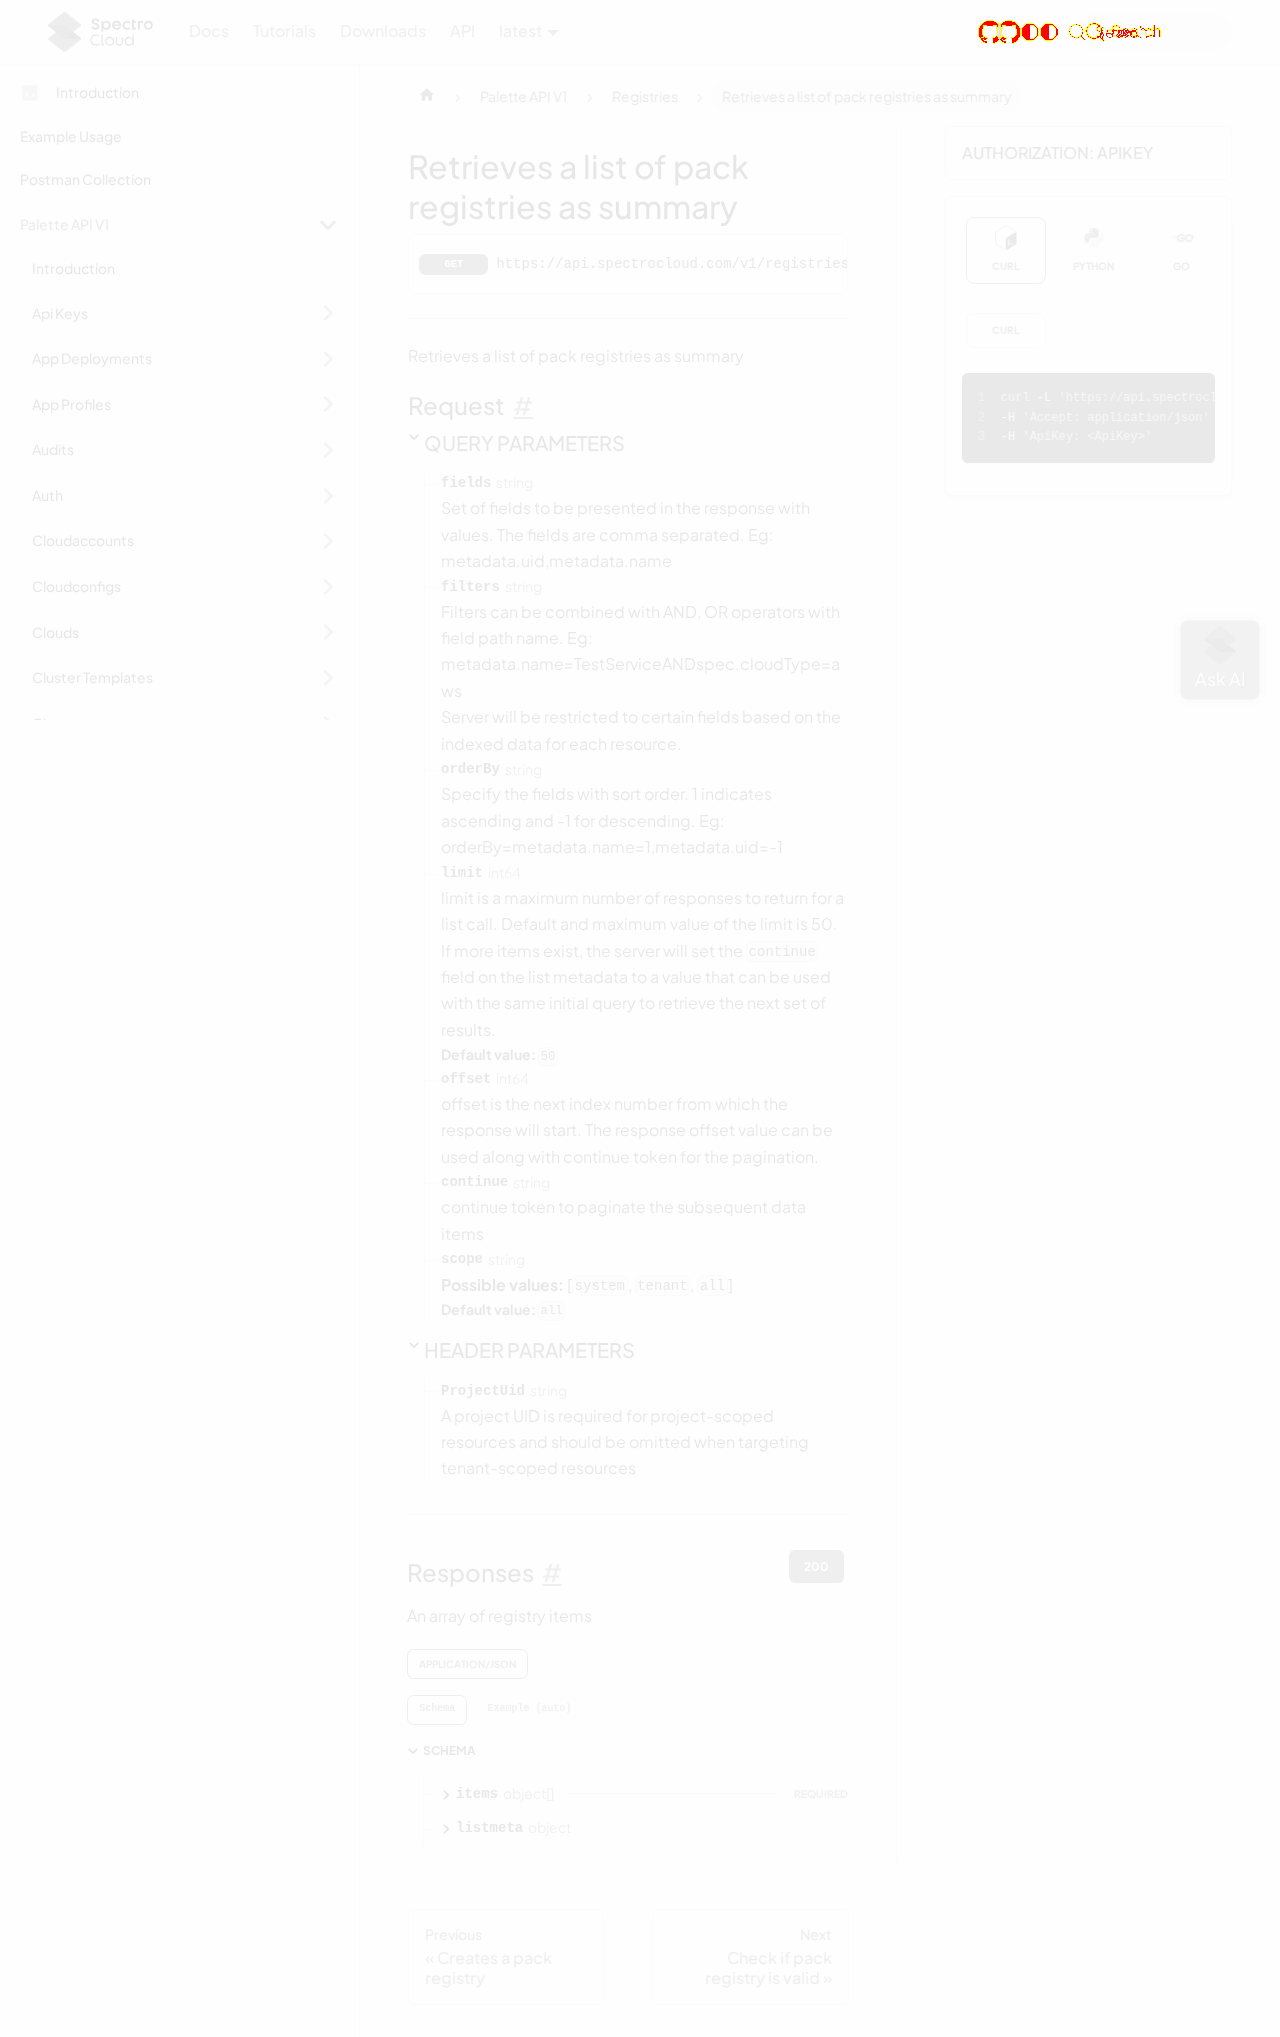 Spectro
Cloud
Docs
Tutorials
Downloads
API
latest
Introduction
Example Usage
Postman Collection
Palette API V1
Introduction
Api Keys
App Deployments
App Profiles
Audits
Auth
Cloudaccounts
Cloudconfigs
Clouds
Cluster Templates
Palette API V1
Registries
Retrieves a list of pack registries as summary
Retrieves a list of pack
registries as summary
GET https://api.spectrocloud.com/v1/registries
Retrieves a list of pack registries as summary
Request #
QUERY PARAMETERS
fields string
Set of fields to be presented in the response with
values. The fields are comma separated. Eg:
metadata.uid,metadata.name
filters string
Filters can be combined with AND, OR operators with
field path name. Eg:
metadata.name=TestServiceANDspec.cloudType=a
ws
Server will be restricted to certain fields based on the
indexed data for each resource.
orderBy string
Specify the fields with sort order. 1 indicates
ascending and -1 for descending. Eg:
orderBy=metadata.name=1,metadata.uid=-1
limit int64
limit is a maximum number of responses to return for a
list call. Default and maximum value of the limit is 50.
If more items exist, the server will set the continue
field on the list metadata to a value that can be used
with the same initial query to retrieve the next set of
results.
Default value: 50
offset int64
offset is the next index number from which the
response will start. The response offset value can be
used along with continue token for the pagination.
continue string
continue token to paginate the subsequent data
items
scope string
Possible values: [system, tenant, all]
Default value: all
HEADER PARAMETERS
ProjectUid string
A project UID is required for project-scoped
resources and should be omitted when targeting
tenant-scoped resources
Responses #
200
An array of registry items
APPLICATION/JSON
Schema
Example (auto)
SCHEMA
items object[] REQUIRED
listmeta object
Previous
« Creates a pack
registry
Next
Check if pack
registry is valid »
AUTHORIZATION: APIKEY
CURL
PYTHON
GO
GO
CURL
1 curl -L 'https://api.spectrocl
2 -H 'Accept: application/json'
3 -H 'ApiKey: <ApiKey>'
Ask AI